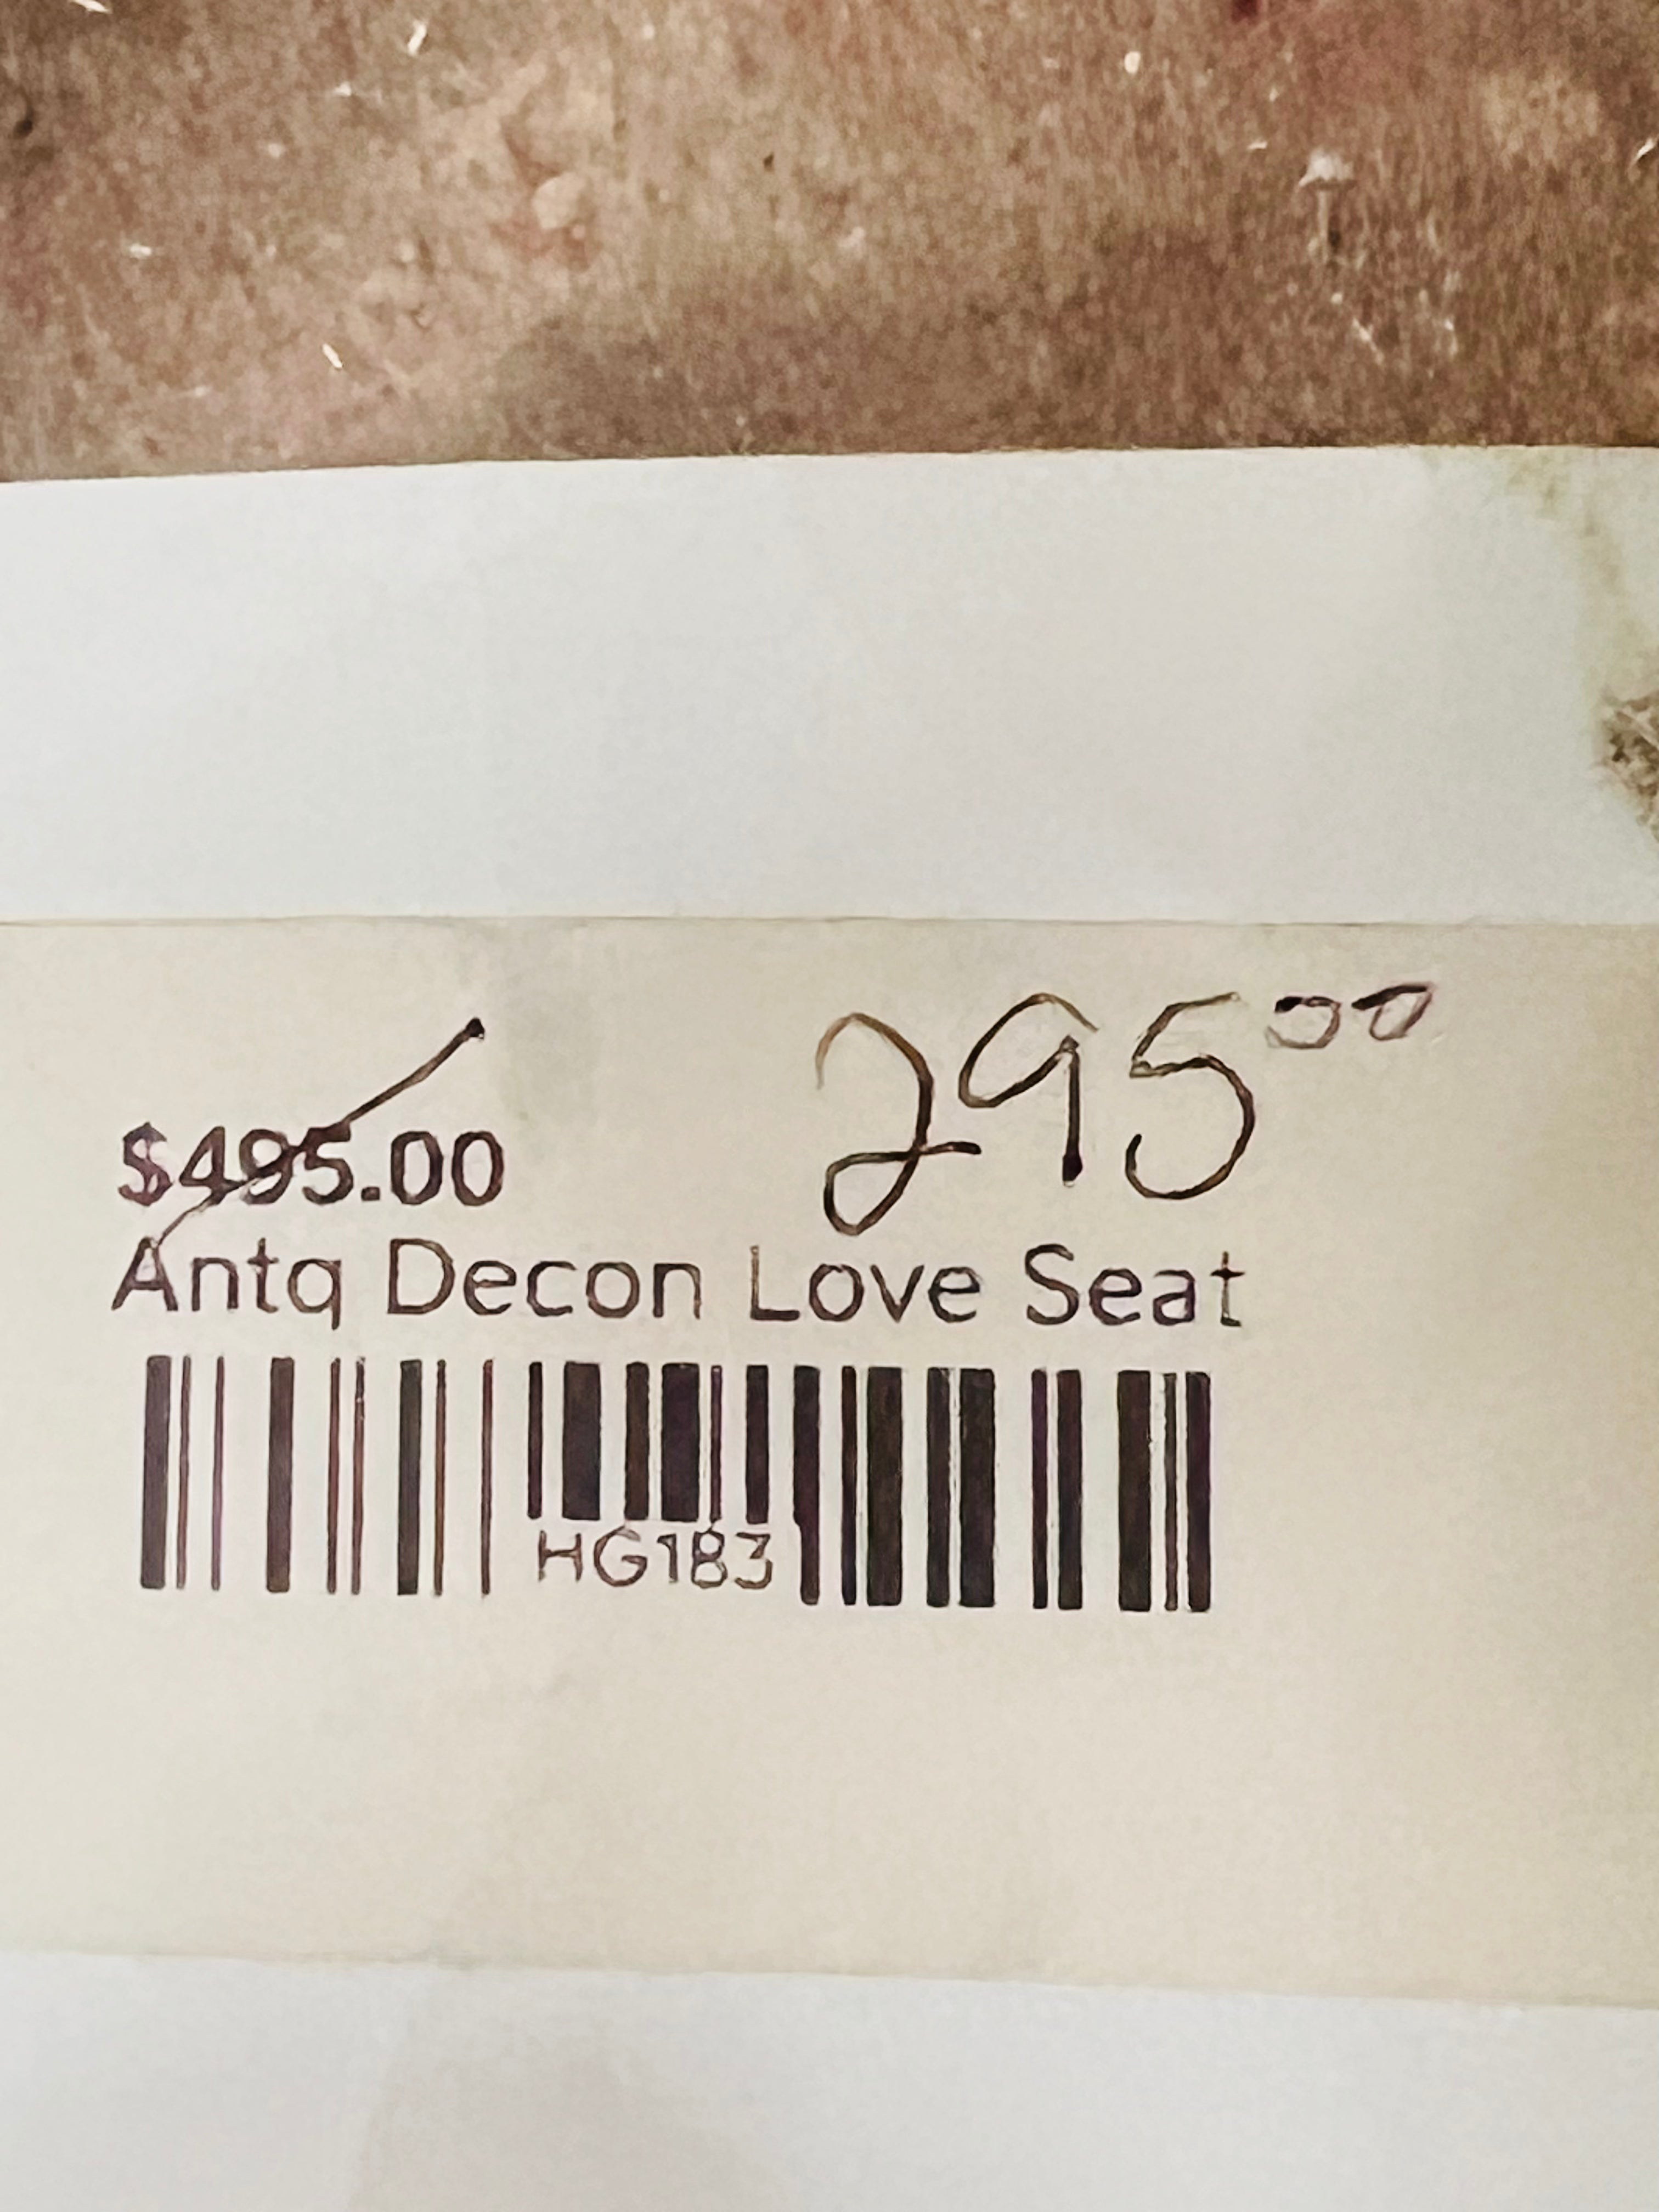 295 00
$495.00
Antq Decon Love Seat
HG183